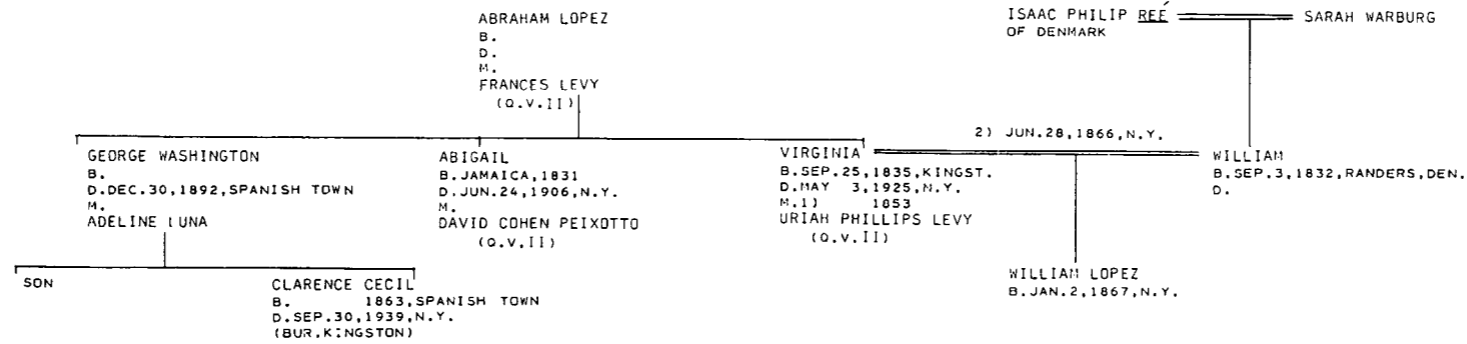 ABRAHAM LOPEZ
B.
D.
M.
FRANCES LEVY
(Q.V.II)
ISAAC PHILIP REÉ
OF DENMARK
SARAH WARBURG
GEORGE WASHINGTON
B.
D.DEC.30,1892,SPANISH TOWN
M.
ADELINE LUNA
ABIGAIL
B.JAMAICA,1831
D.JUN.24,1906,N.Y.
M.
DAVID COHEN PEIXOTTO
(Q.V.II)
VIRGINIA
B.SEP.25,1835,KINGST.
D.MAY 3,1925,N.Y.
M.1) 1853
URIAH PHILLIPS LEVY
(Q.V.II)
2) JUN.28,1866,N.Y.
WILLIAM
B.SEP.3,1832,RANDERS,DEN.
D.
SON
CLARENCE CECIL
B. 1863,SPANISH TOWN
D.SEP.30,1939,N.Y.
(BUR.KINGSTON)
WILLIAM LOPEZ
B.JAN.2,1867,N.Y.